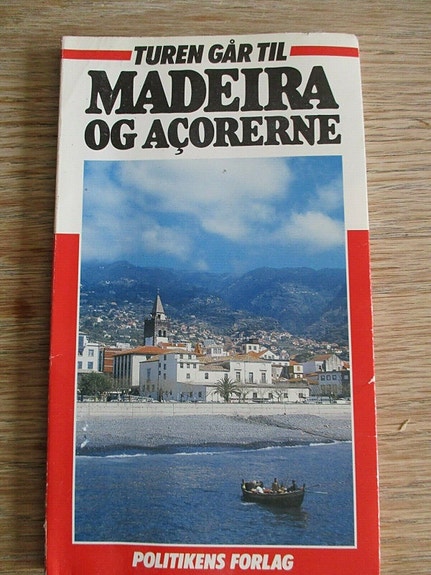 TUREN GÅR TIL
MADEIRA
OG AÇORERNE
POLITIKENS FORLAG